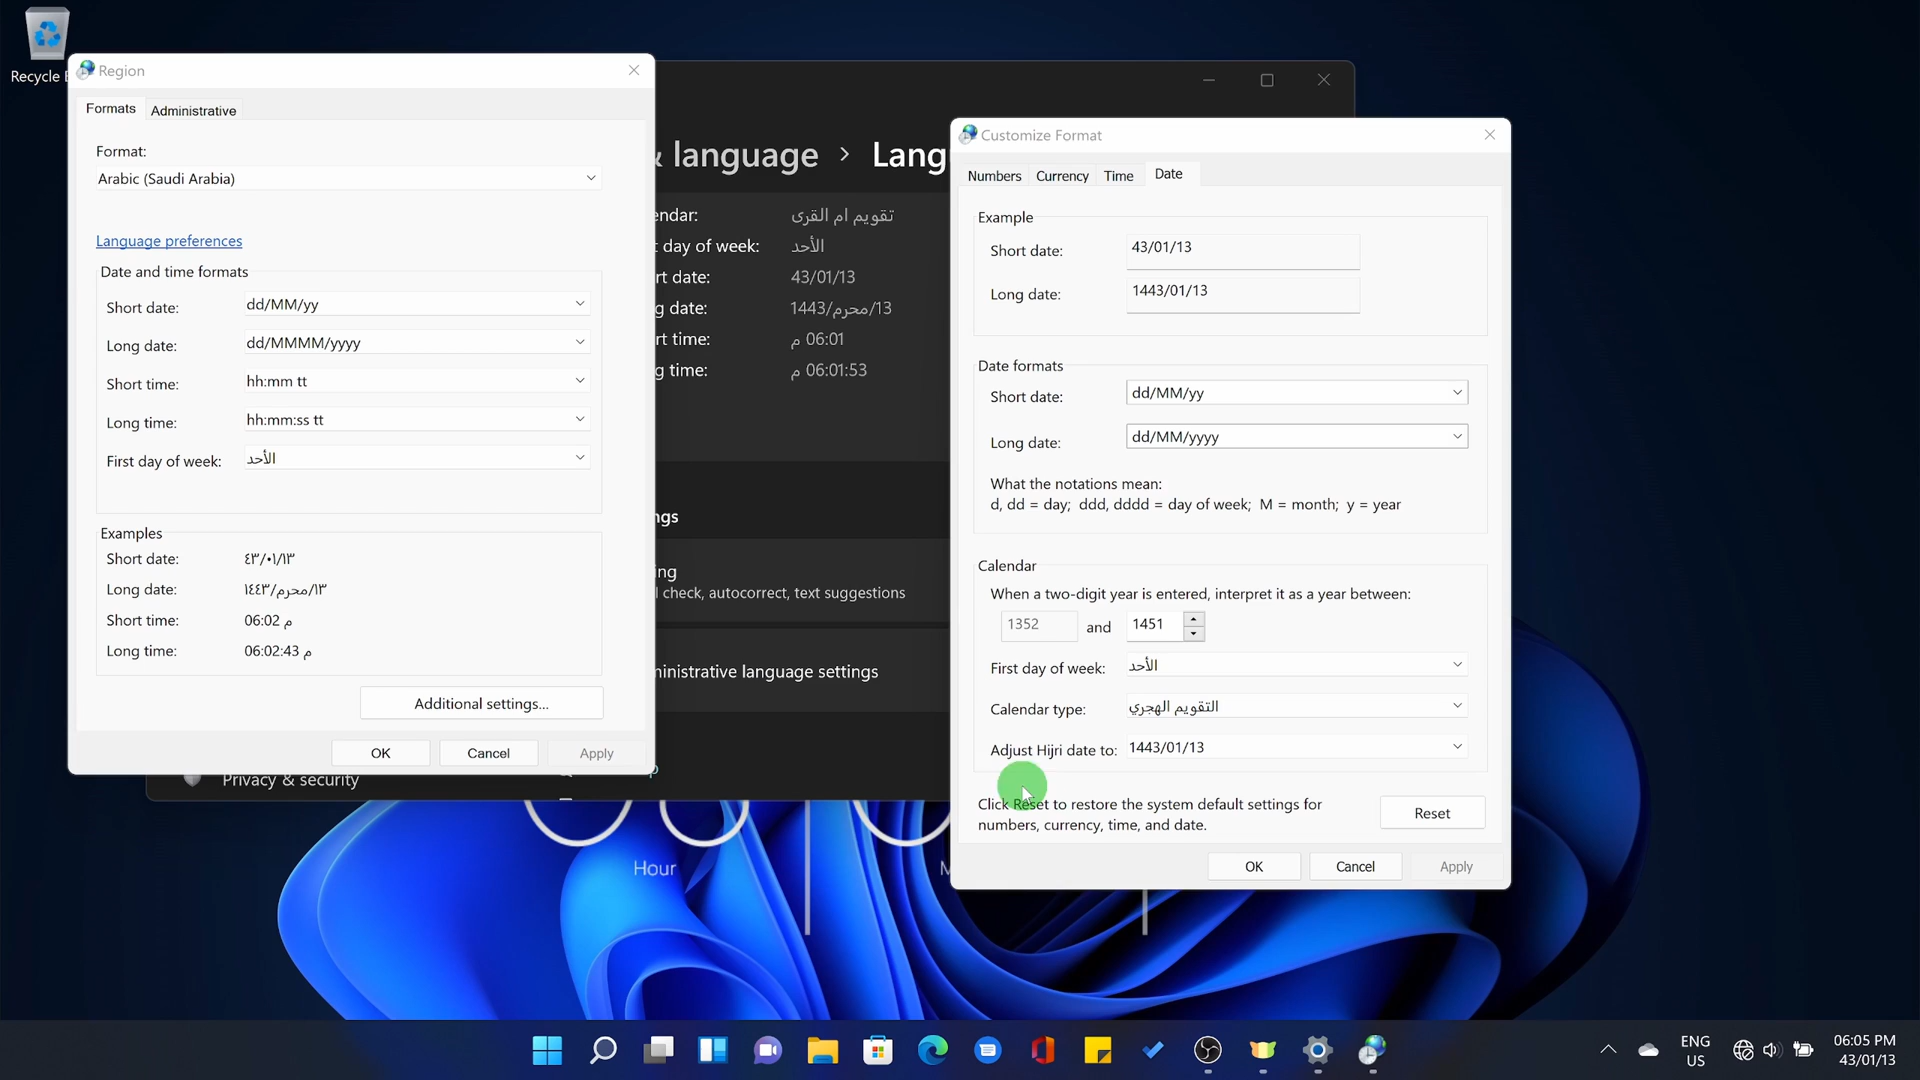 Recycle
Region
Formats
Administrative
Format:
Arabic (Saudi Arabia)
Language preferences
Date and time formats
Short date:
dd/MM/yy
Long date:
dd/MMMM/yyyy
Short time:
hh:mm tt
Long time:
hh:mm:ss tt
First day of week:
الأحد
Examples
Short date:
٤٣/٠١/١٣
Long date:
١٣/محرم/١٤٤٣
Short time:
06:02 م
Long time:
06:02:43 م
Additional settings...
OK
Cancel
Apply
& language > Lang
endar:
تقويم ام القرى
t day of week:
الأحد
rt date:
43/01/13
g date:
13/محرم/1443
rt time:
06:01 م
g time:
06:01:53 م
ngs
ing
l check, autocorrect, text suggestions
ministrative language settings
Privacy & security
p
Customize Format
Numbers
Currency
Time
Date
Example
Short date:
43/01/13
Long date:
1443/01/13
Date formats
Short date:
dd/MM/yy
Long date:
dd/MM/yyyy
What the notations mean:
d, dd = day; ddd, dddd = day of week; M = month; y = year
Calendar
When a two-digit year is entered, interpret it as a year between:
1352 and 1451
First day of week:
الأحد
Calendar type:
التقويم الهجري
Adjust Hijri date to:
1443/01/13
Click Reset to restore the system default settings for
numbers, currency, time, and date.
Reset
OK
Cancel
Apply
Hour
M
ENG
US
06:05 PM
43/01/13